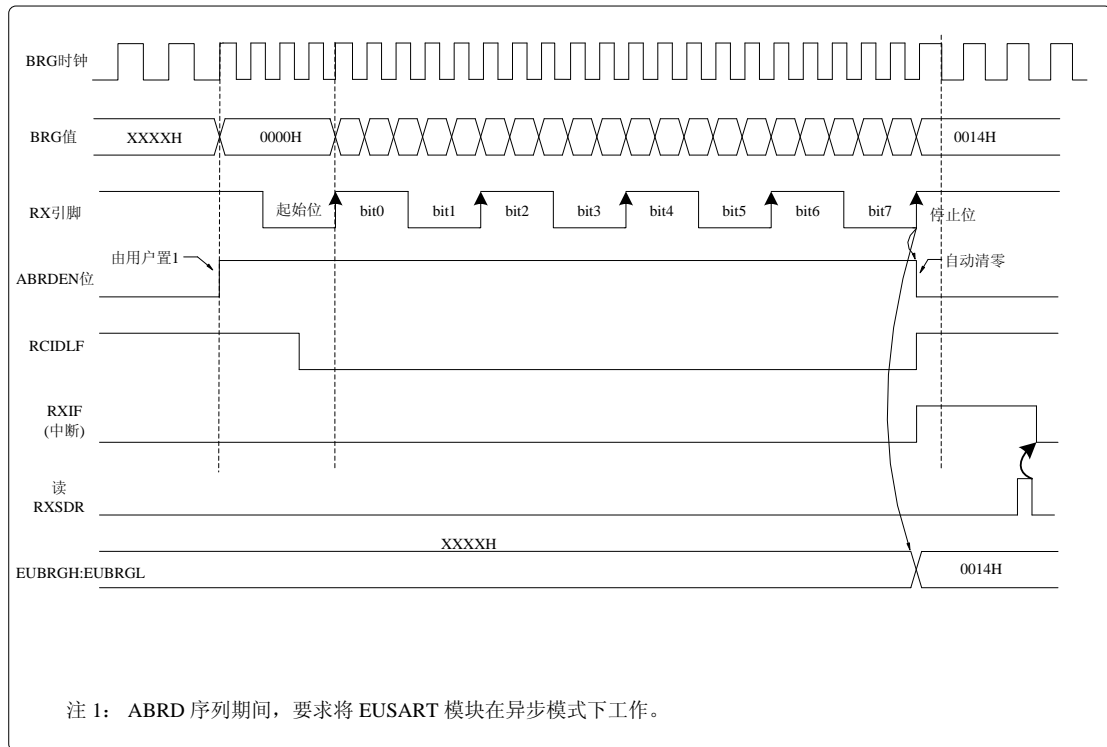 BRG时钟
BRG值
XXXXH
0000H
0014H
RX引脚
起始位
bit0
bit1
bit2
bit3
bit4
bit5
bit6
bit7
停止位
由用户置1
自动清零
ABRDEN位
RCIDLF
RXIF
(中断)
读
RXSDR
XXXXH
EUBRGH:EUBRGL
0014H
注 1： ABRD 序列期间，要求将 EUSART 模块在异步模式下工作。